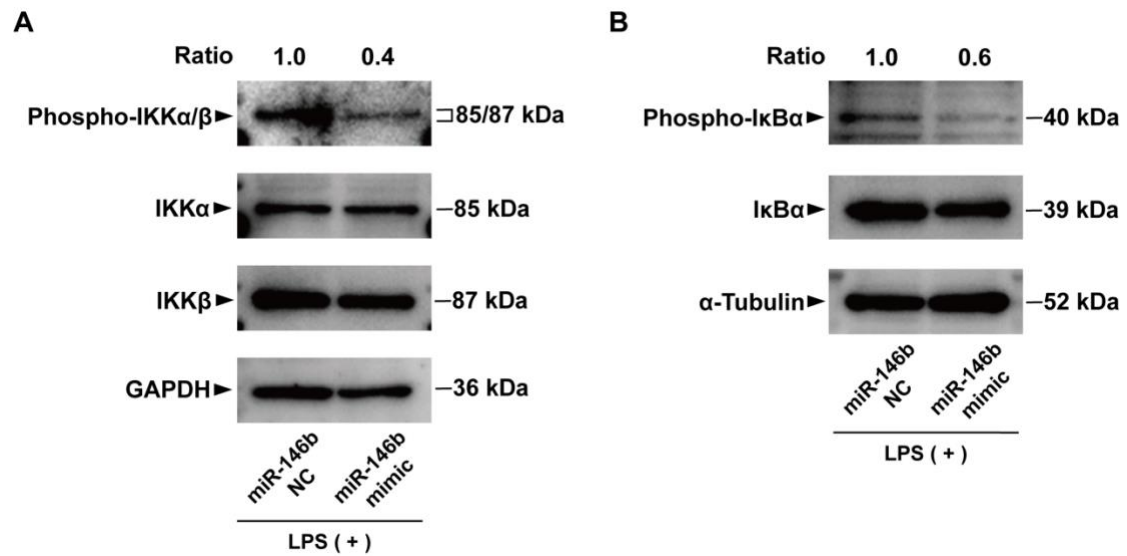 A
Ratio 1.0 0.4
Phospho-IKKα/β 85/87 kDa
IKKα 85 kDa
IKKβ 87 kDa
GAPDH 36 kDa
miR-146b
NC
miR-146b
mimic
LPS ( + )
B
Ratio 1.0 0.6
Phospho-IκBα 40 kDa
IκBα 39 kDa
α-Tubulin 52 kDa
miR-146b
NC
miR-146b
mimic
LPS ( + )